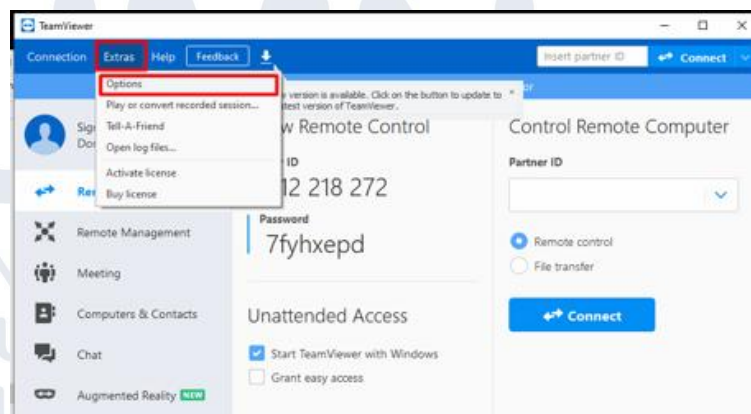 TeamViewer
Connection Extras Help Feedback
Insert partner ID Connect
Options
Play or convert recorded session...
Tell-A-Friend
Open log files...
Activate license
Buy license
version is available. Click on the button to update to
test version of TeamViewer.
Remote Control
ID
12 218 272
Password
7fyhxepd
Unattended Access
Start TeamViewer with Windows
Grant easy access
Control Remote Computer
Partner ID
Remote control
File transfer
Connect
Remote Management
Meeting
Computers & Contacts
Chat
Augmented Reality NEW